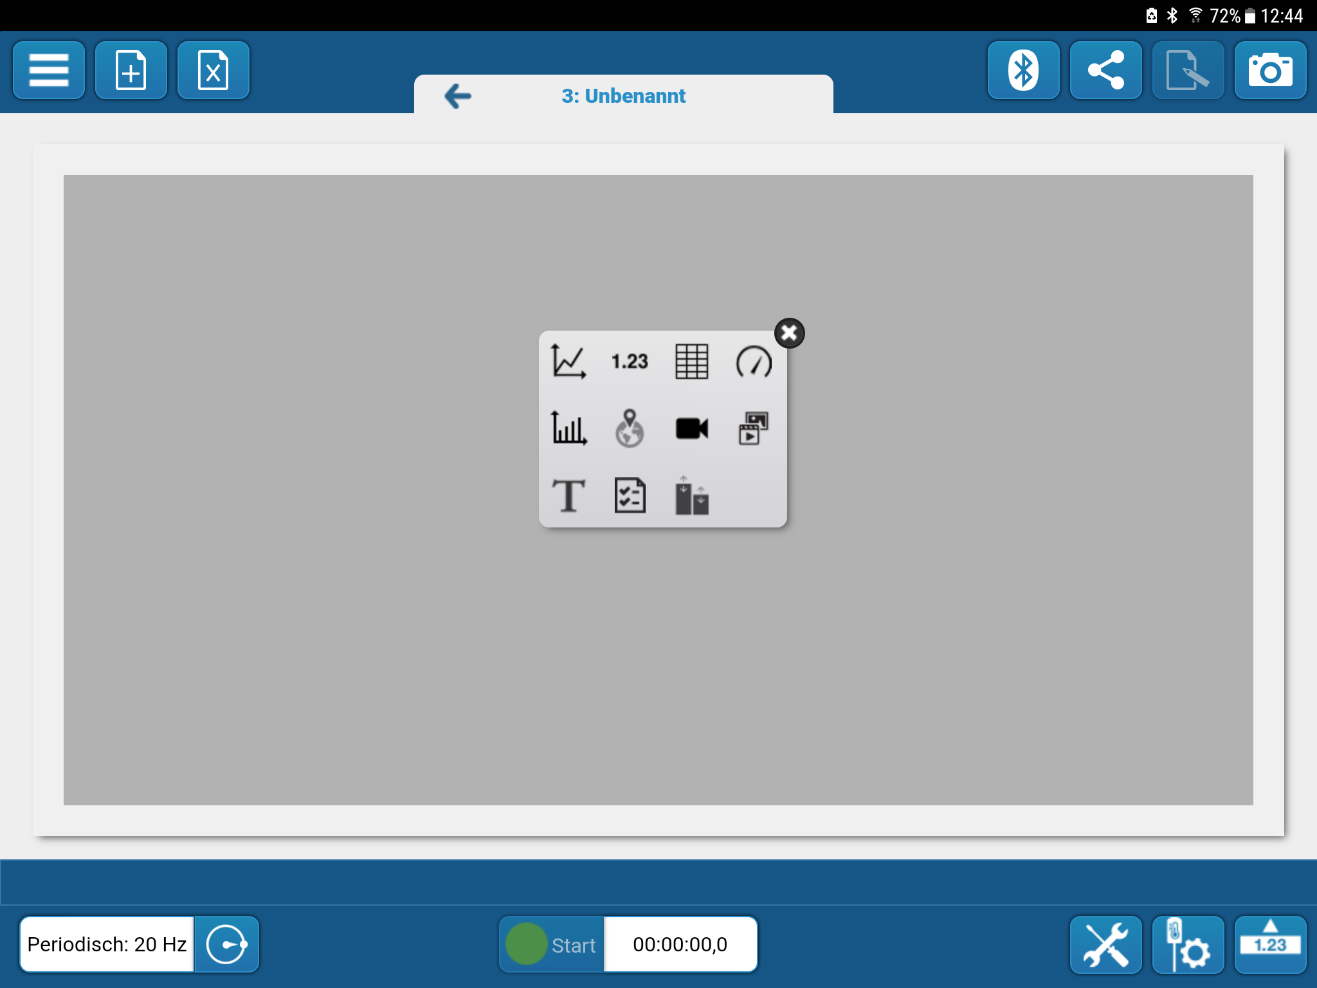 72% 12:44
3: Unbenannt
1.23
T
Periodisch: 20 Hz
Start
00:00:00,0
1.23